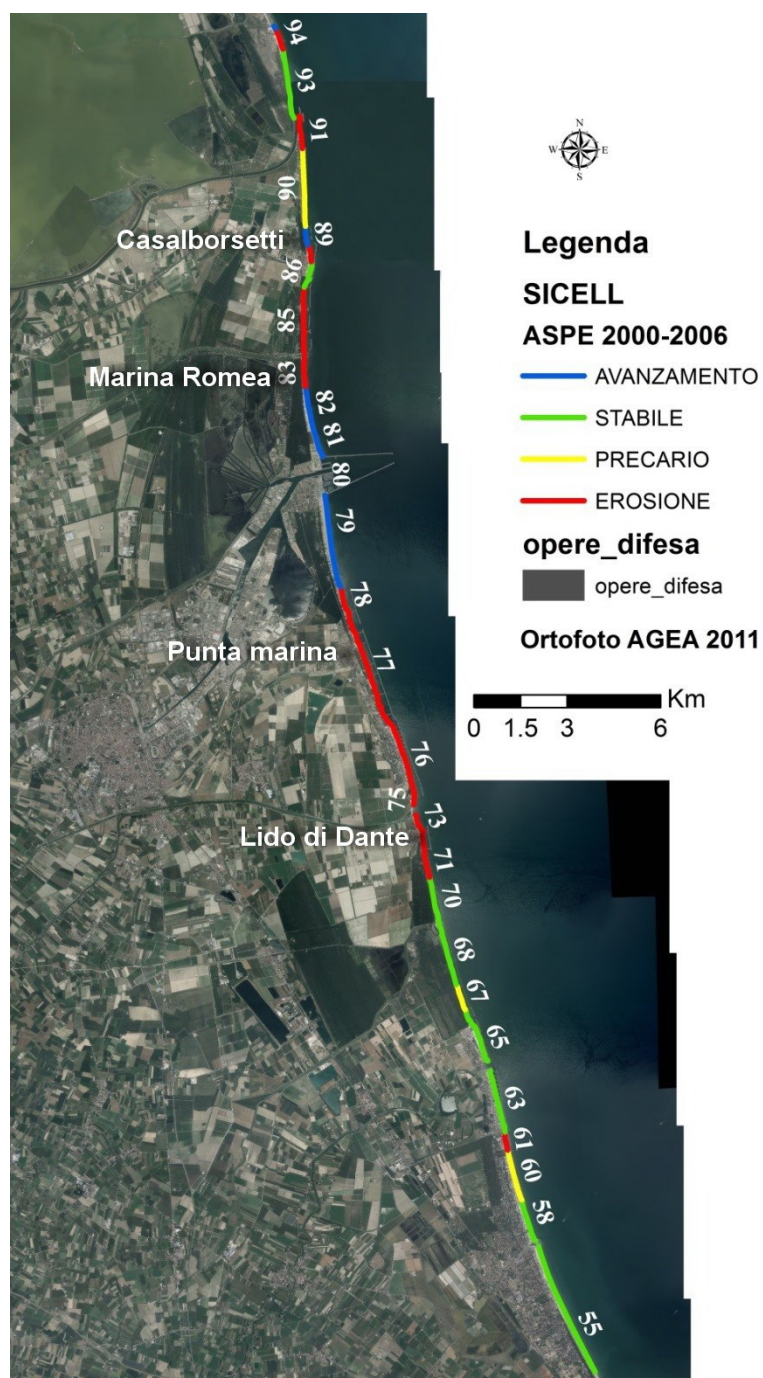 94
93
91
90
89
Casalborsetti
86
85
Marina Romea
83
82
81
80
79
78
Punta marina
77
76
75
73
Lido di Dante
71
70
68
67
65
63
61
60
58
55
N
W E
S
Legenda
SICELL
ASPE 2000-2006
AVANZAMENTO
STABILE
PRECARIO
EROSIONE
opere_difesa
opere_difesa
Ortofoto AGEA 2011
Km
0 1.5 3 6